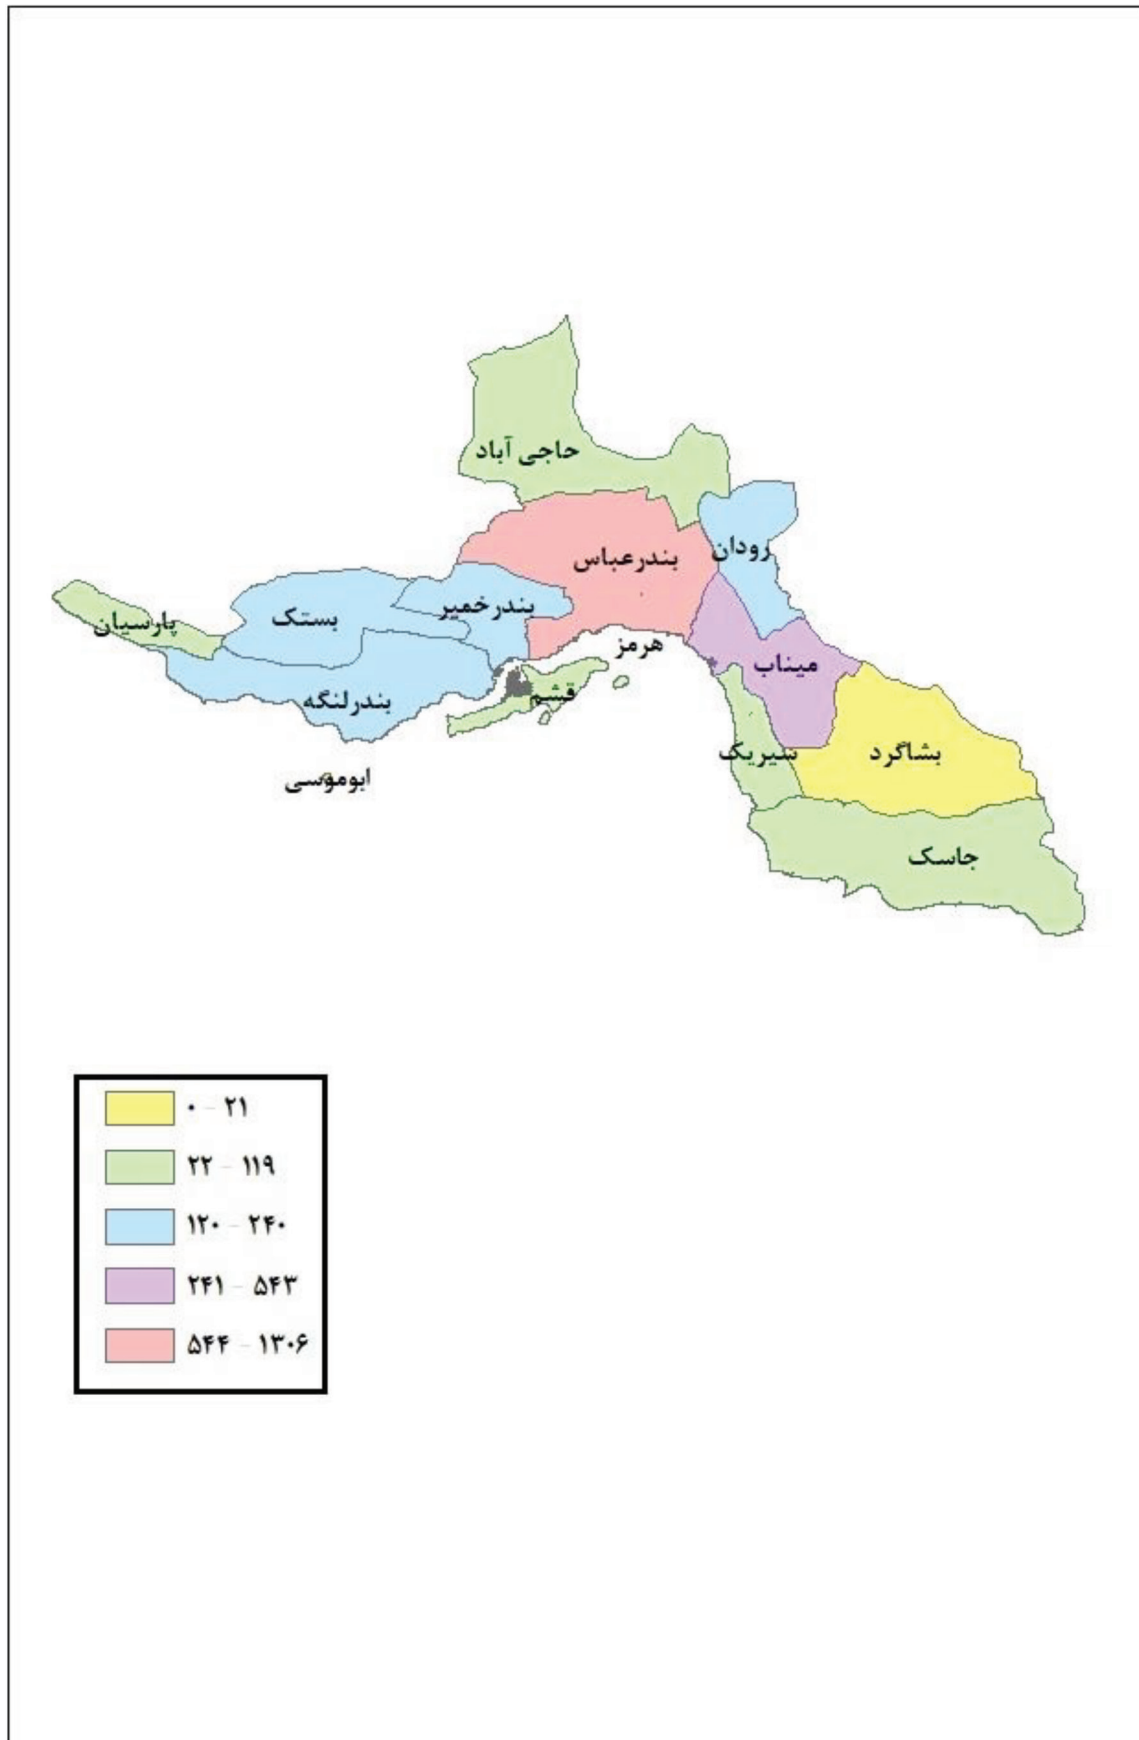 حاجی آباد
رودان
بندرعباس
بندرخمیر
بستک
پارسیان
هرمز
میناب
قشم
بندرلنگه
سیریک
بشاگرد
ابوموسی
جاسک
۰ - ۲۱
۲۲ - ۱۱۹
۱۲۰ - ۲۴۰
۲۴۱ - ۵۴۳
۵۴۴ - ۱۳۰۶